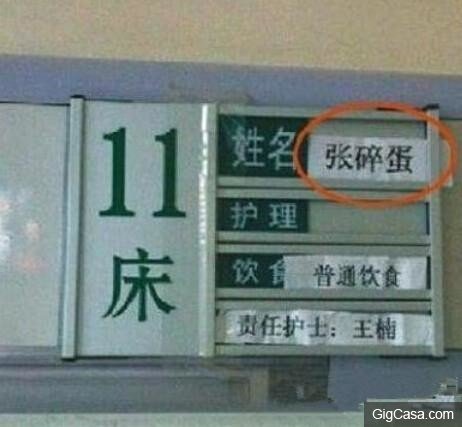 11
床
姓名 张碎蛋
护理
饮食 普通饮食
责任护士：王楠
GigCasa.com